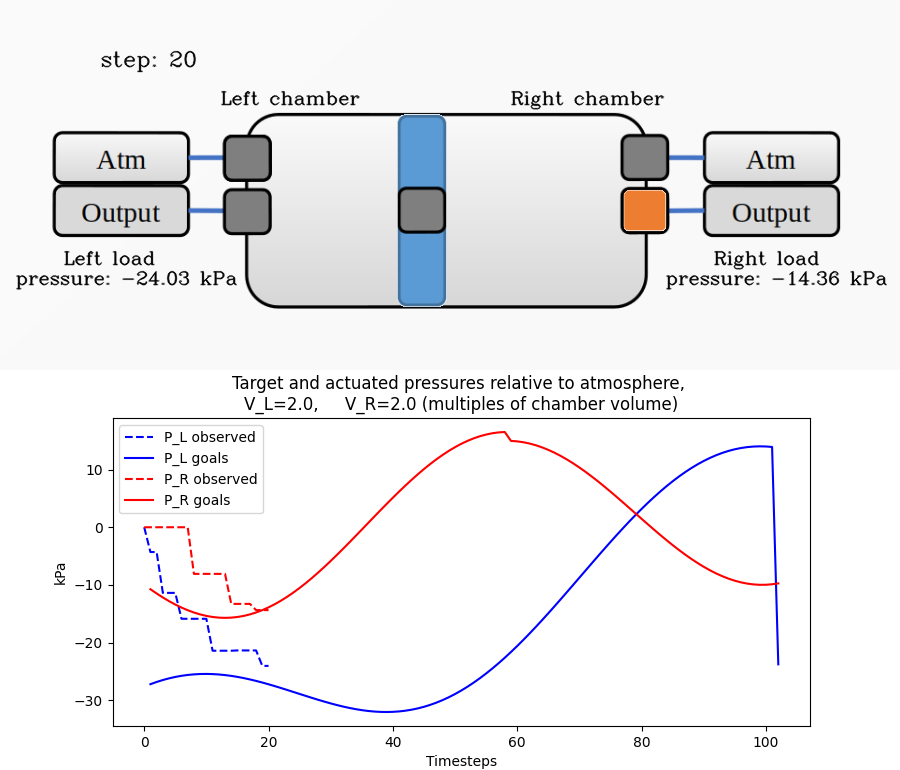 step: 20
Left chamber
Right chamber
Atm
Atm
Output
Output
Left load
pressure: −24.03 kPa
Right load
pressure: −14.36 kPa
Target and actuated pressures relative to atmosphere,
V_L=2.0, V_R=2.0 (multiples of chamber volume)
P_L observed
P_L goals
P_R observed
P_R goals
kPa
10
0
−10
−20
−30
0 20 40 60 80 100
Timesteps